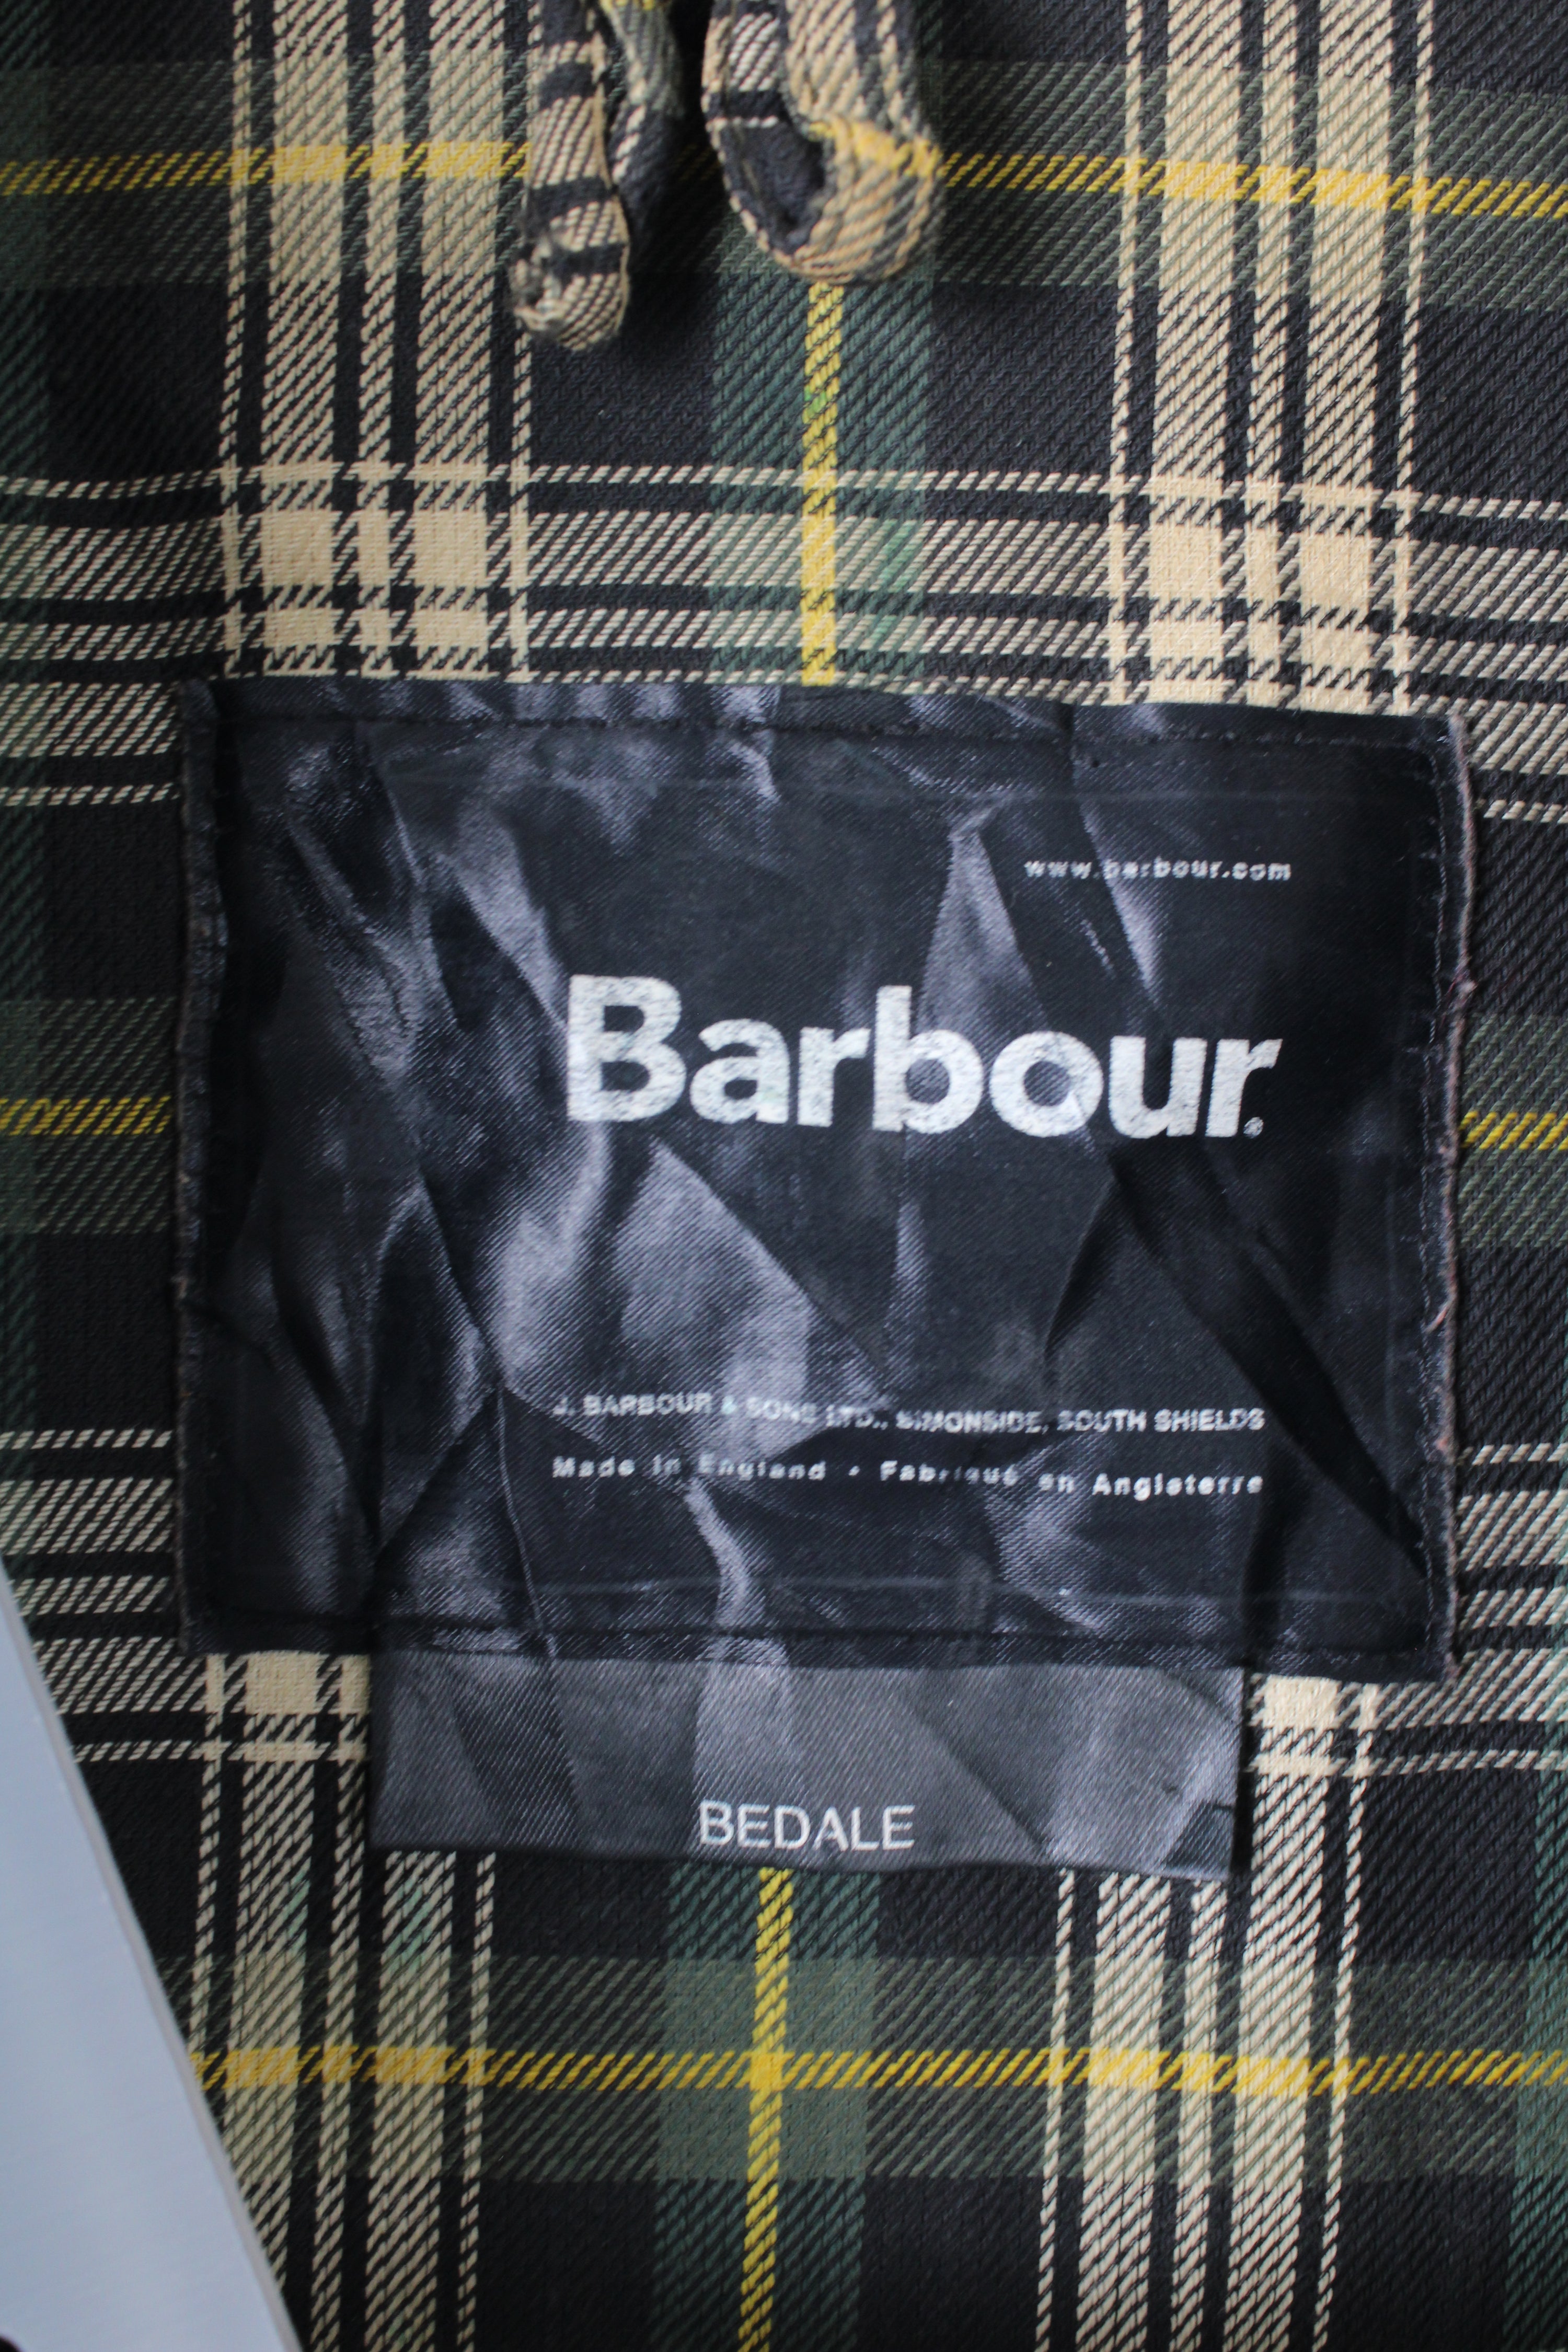 www.barbour.com
Barbour.
J. BARBOUR & SONS LTD., SIMONSIDE, SOUTH SHIELDS
Made in England • Fabriqué en Angleterre
BEDALE